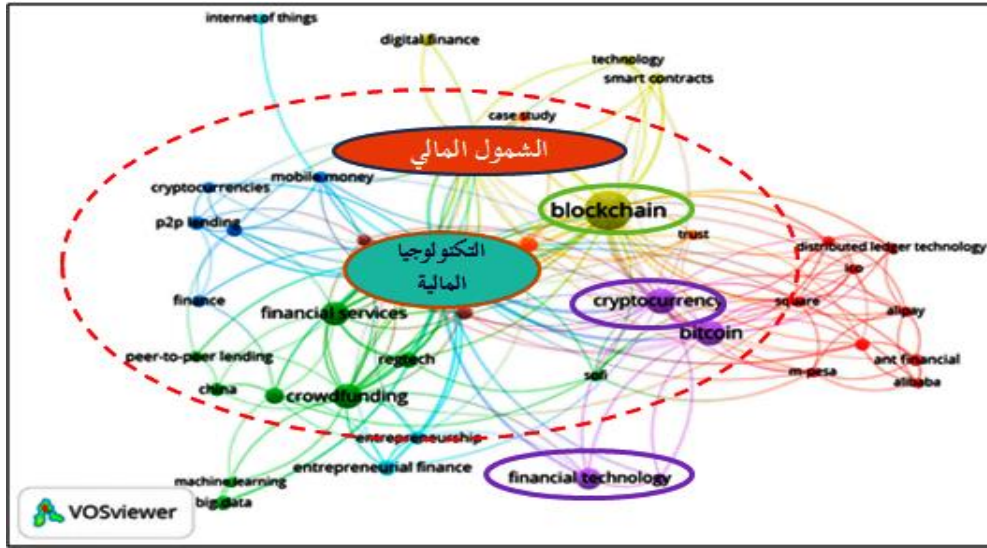 internet of things
digital finance
technology
smart contracts
case study
الشمول المالي
mobile money
cryptocurrencies
blockchain
p2p lending
trust
distributed ledger technology
التكنولوجيا
المالية
ico
finance
cryptocurrency
square
financial services
alipay
bitcoin
peer-to-peer lending
regtech
ant financial
sofi
m-pesa
china
alibaba
crowdfunding
entrepreneurship
entrepreneurial finance
financial technology
machine learning
big data
VOSviewer